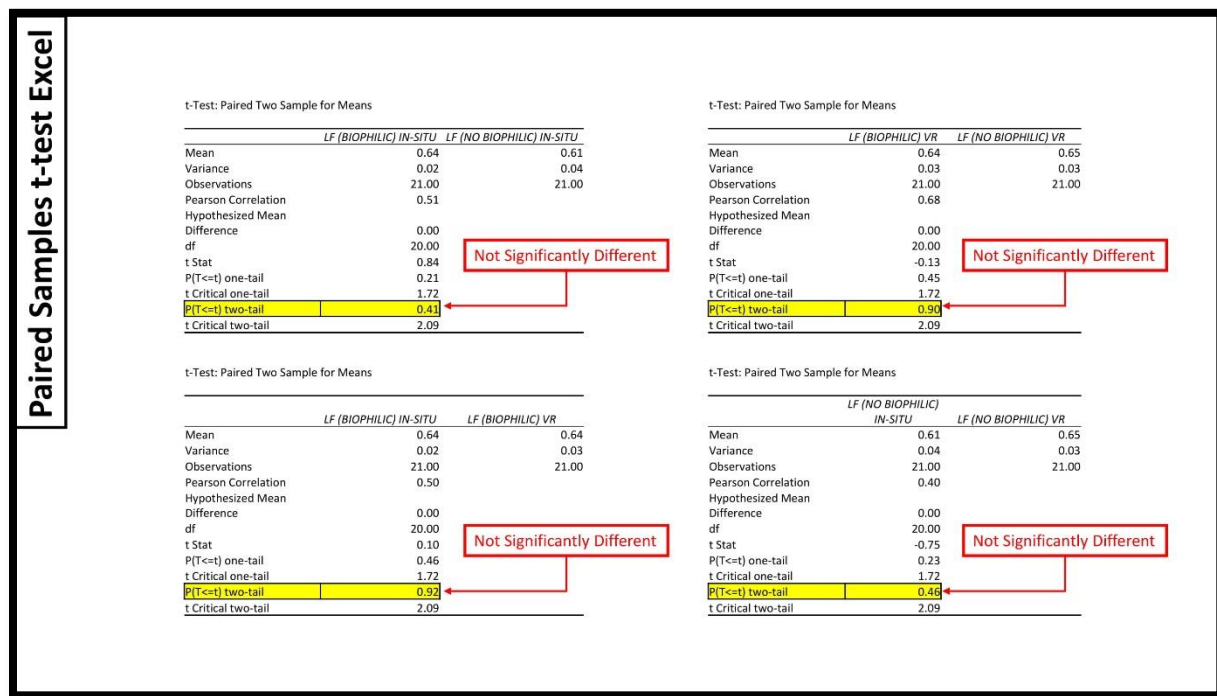 Paired Samples t-test Excel
t-Test: Paired Two Sample for Means
LF (BIOPHILIC) IN-SITU LF (NO BIOPHILIC) IN-SITU
Mean 0.64 0.61
Variance 0.02 0.04
Observations 21.00 21.00
Pearson Correlation 0.51
Hypothesized Mean
Difference 0.00
df 20.00
t Stat 0.84
P(T<=t) one-tail 0.21
t Critical one-tail 1.72
P(T<=t) two-tail 0.41
t Critical two-tail 2.09
Not Significantly Different
t-Test: Paired Two Sample for Means
LF (BIOPHILIC) VR LF (NO BIOPHILIC) VR
Mean 0.64 0.65
Variance 0.03 0.03
Observations 21.00 21.00
Pearson Correlation 0.68
Hypothesized Mean
Difference 0.00
df 20.00
t Stat -0.13
P(T<=t) one-tail 0.45
t Critical one-tail 1.72
P(T<=t) two-tail 0.90
t Critical two-tail 2.09
Not Significantly Different
t-Test: Paired Two Sample for Means
LF (BIOPHILIC) IN-SITU LF (BIOPHILIC) VR
Mean 0.64 0.64
Variance 0.02 0.03
Observations 21.00 21.00
Pearson Correlation 0.50
Hypothesized Mean
Difference 0.00
df 20.00
t Stat 0.10
P(T<=t) one-tail 0.46
t Critical one-tail 1.72
P(T<=t) two-tail 0.92
t Critical two-tail 2.09
Not Significantly Different
t-Test: Paired Two Sample for Means
LF (NO BIOPHILIC)
IN-SITU LF (NO BIOPHILIC) VR
Mean 0.61 0.65
Variance 0.04 0.03
Observations 21.00 21.00
Pearson Correlation 0.40
Hypothesized Mean
Difference 0.00
df 20.00
t Stat -0.75
P(T<=t) one-tail 0.23
t Critical one-tail 1.72
P(T<=t) two-tail 0.46
t Critical two-tail 2.09
Not Significantly Different